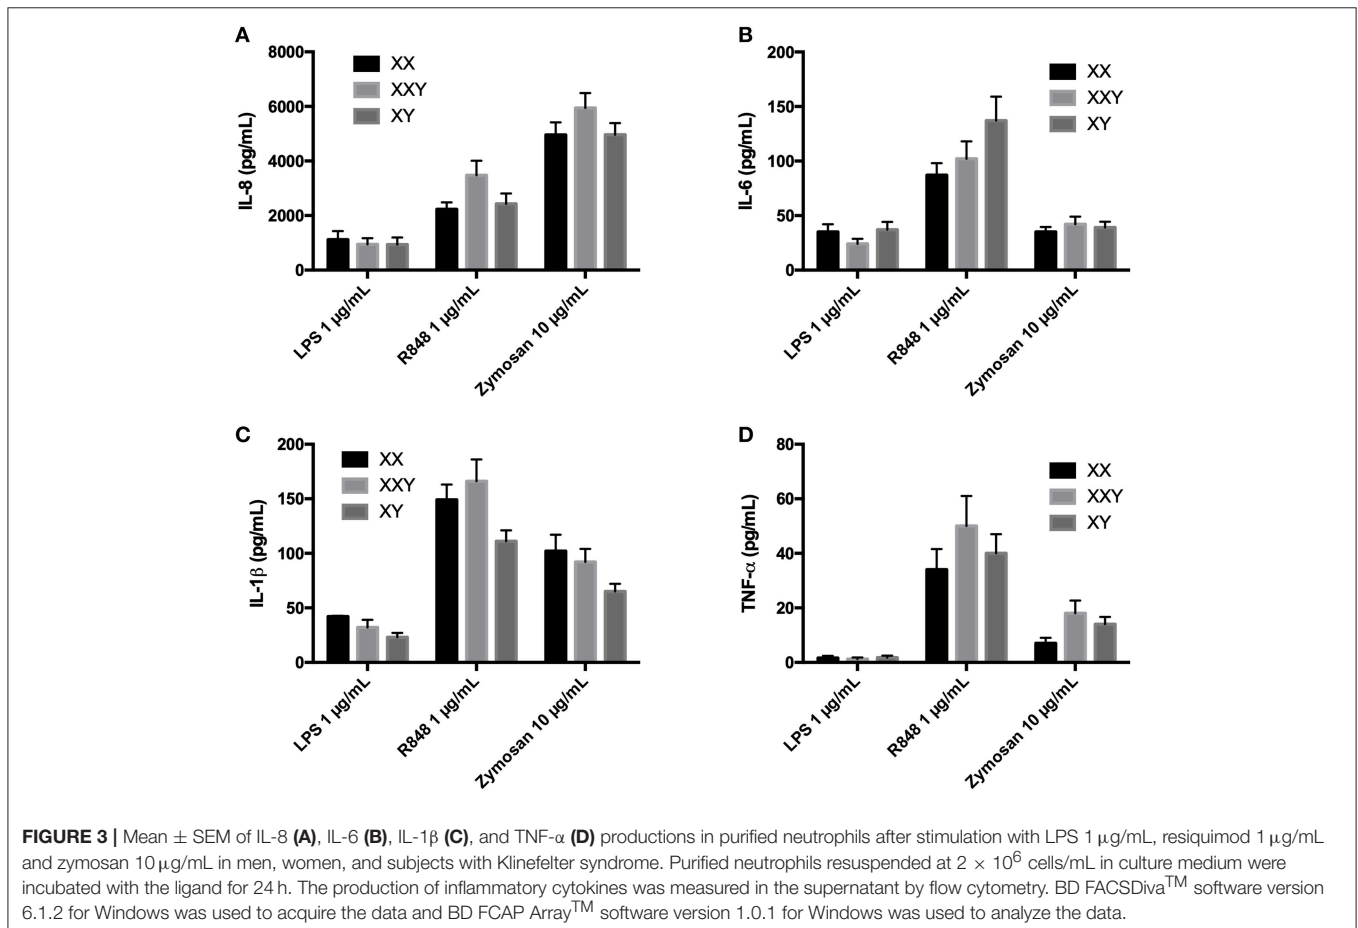 A
8000
6000
4000
2000
0
IL-8 (pg/mL)
XX
XXY
XY
LPS 1 µg/mL
R848 1 µg/mL
Zymosan 10 µg/mL
B
200
150
100
50
0
IL-6 (pg/mL)
XX
XXY
XY
LPS 1 µg/mL
R848 1 µg/mL
Zymosan 10 µg/mL
C
200
150
100
50
0
IL-1β (pg/mL)
XX
XXY
XY
LPS 1 µg/mL
R848 1 µg/mL
Zymosan 10 µg/mL
D
80
60
40
20
0
TNF-α (pg/mL)
XX
XXY
XY
LPS 1 µg/mL
R848 1 µg/mL
Zymosan 10 µg/mL
FIGURE 3 | Mean ± SEM of IL-8 (A), IL-6 (B), IL-1β (C), and TNF-α (D) productions in purified neutrophils after stimulation with LPS 1 µg/mL, resiquimod 1 µg/mL
and zymosan 10 µg/mL in men, women, and subjects with Klinefelter syndrome. Purified neutrophils resuspended at 2 × 10⁶ cells/mL in culture medium were
incubated with the ligand for 24 h. The production of inflammatory cytokines was measured in the supernatant by flow cytometry. BD FACSDiva™ software version
6.1.2 for Windows was used to acquire the data and BD FCAP Array™ software version 1.0.1 for Windows was used to analyze the data.